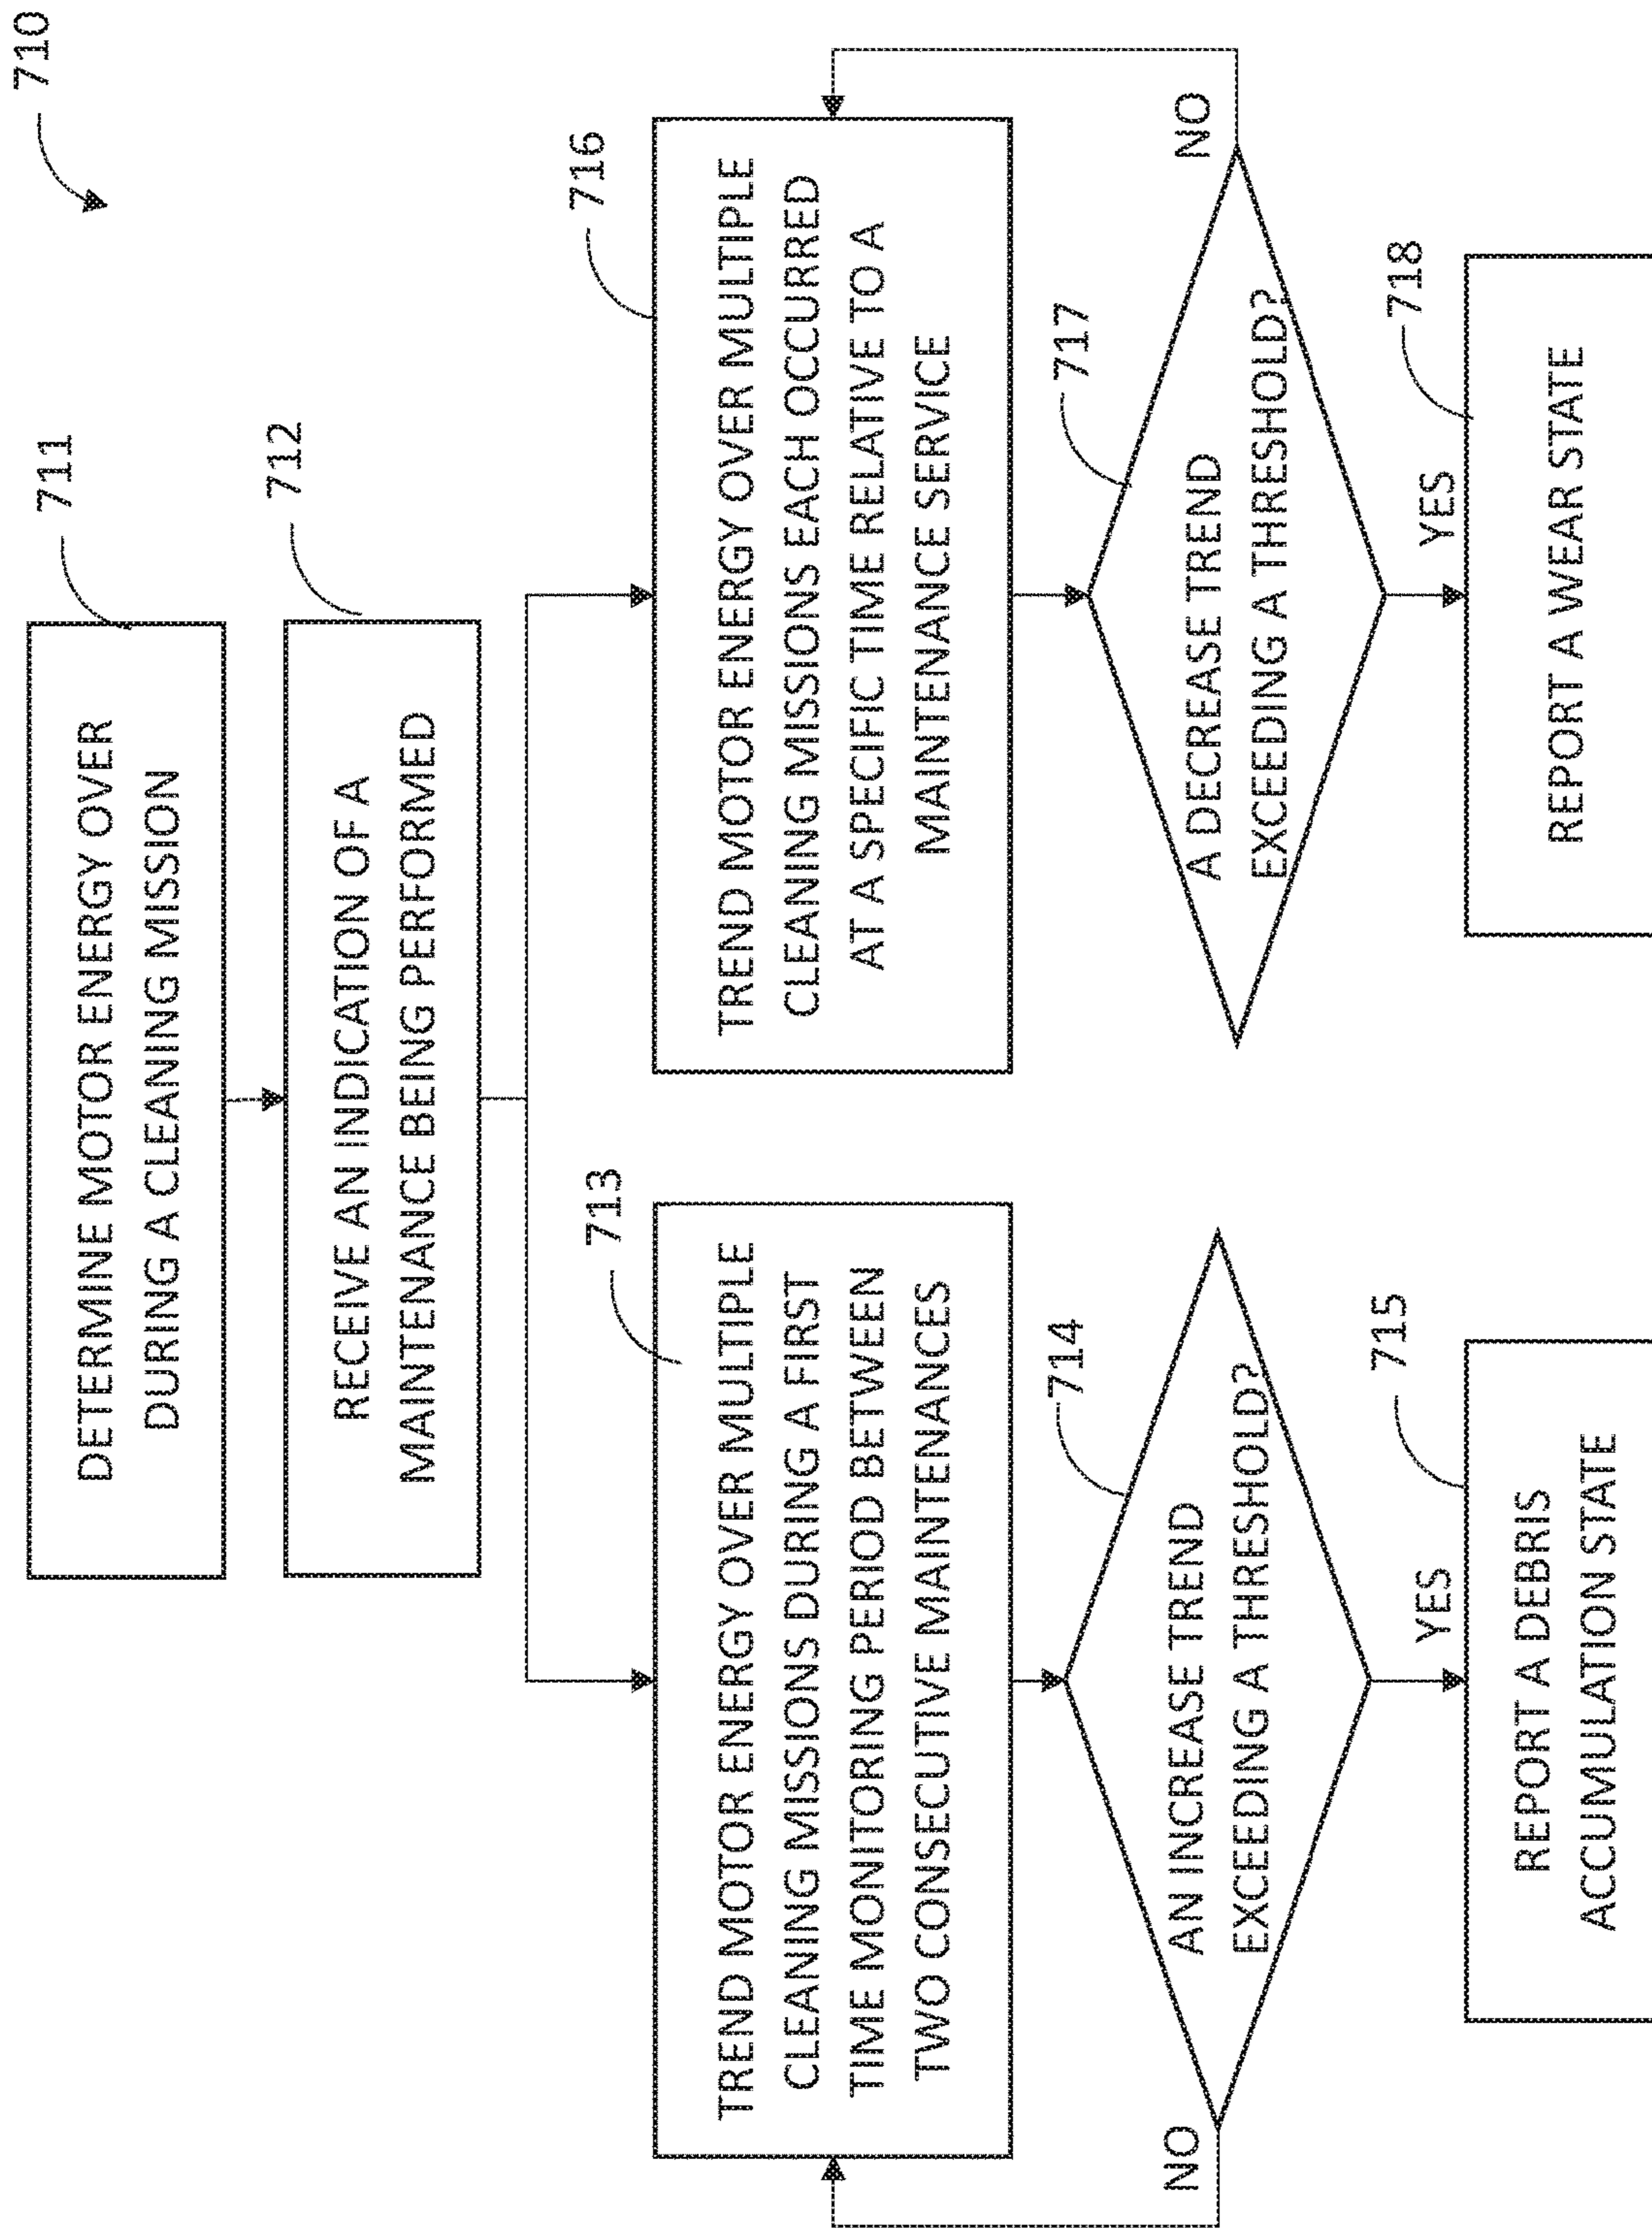 710
711
DETERMINE MOTOR ENERGY OVER
DURING A CLEANING MISSION
712
RECEIVE AN INDICATION OF A
MAINTENANCE BEING PERFORMED
713
TREND MOTOR ENERGY OVER MULTIPLE
CLEANING MISSIONS DURING A FIRST
TIME MONITORING PERIOD BETWEEN
TWO CONSECUTIVE MAINTENANCES
714
AN INCREASE TREND
EXCEEDING A THRESHOLD?
NO
YES
715
REPORT A DEBRIS
ACCUMULATION STATE
716
TREND MOTOR ENERGY OVER MULTIPLE
CLEANING MISSIONS EACH OCCURRED
AT A SPECIFIC TIME RELATIVE TO A
MAINTENANCE SERVICE
717
A DECREASE TREND
EXCEEDING A THRESHOLD?
NO
YES
718
REPORT A WEAR STATE